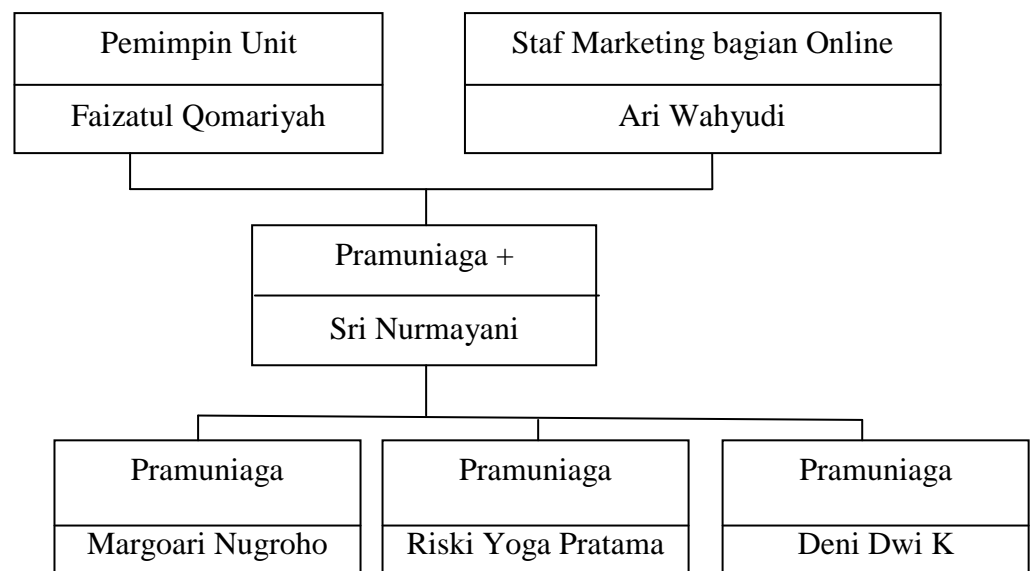 Pemimpin Unit
Faizatul Qomariyah
Staf Marketing bagian Online
Ari Wahyudi
Pramuniaga +
Sri Nurmayani
Pramuniaga
Margoari Nugroho
Pramuniaga
Riski Yoga Pratama
Pramuniaga
Deni Dwi K